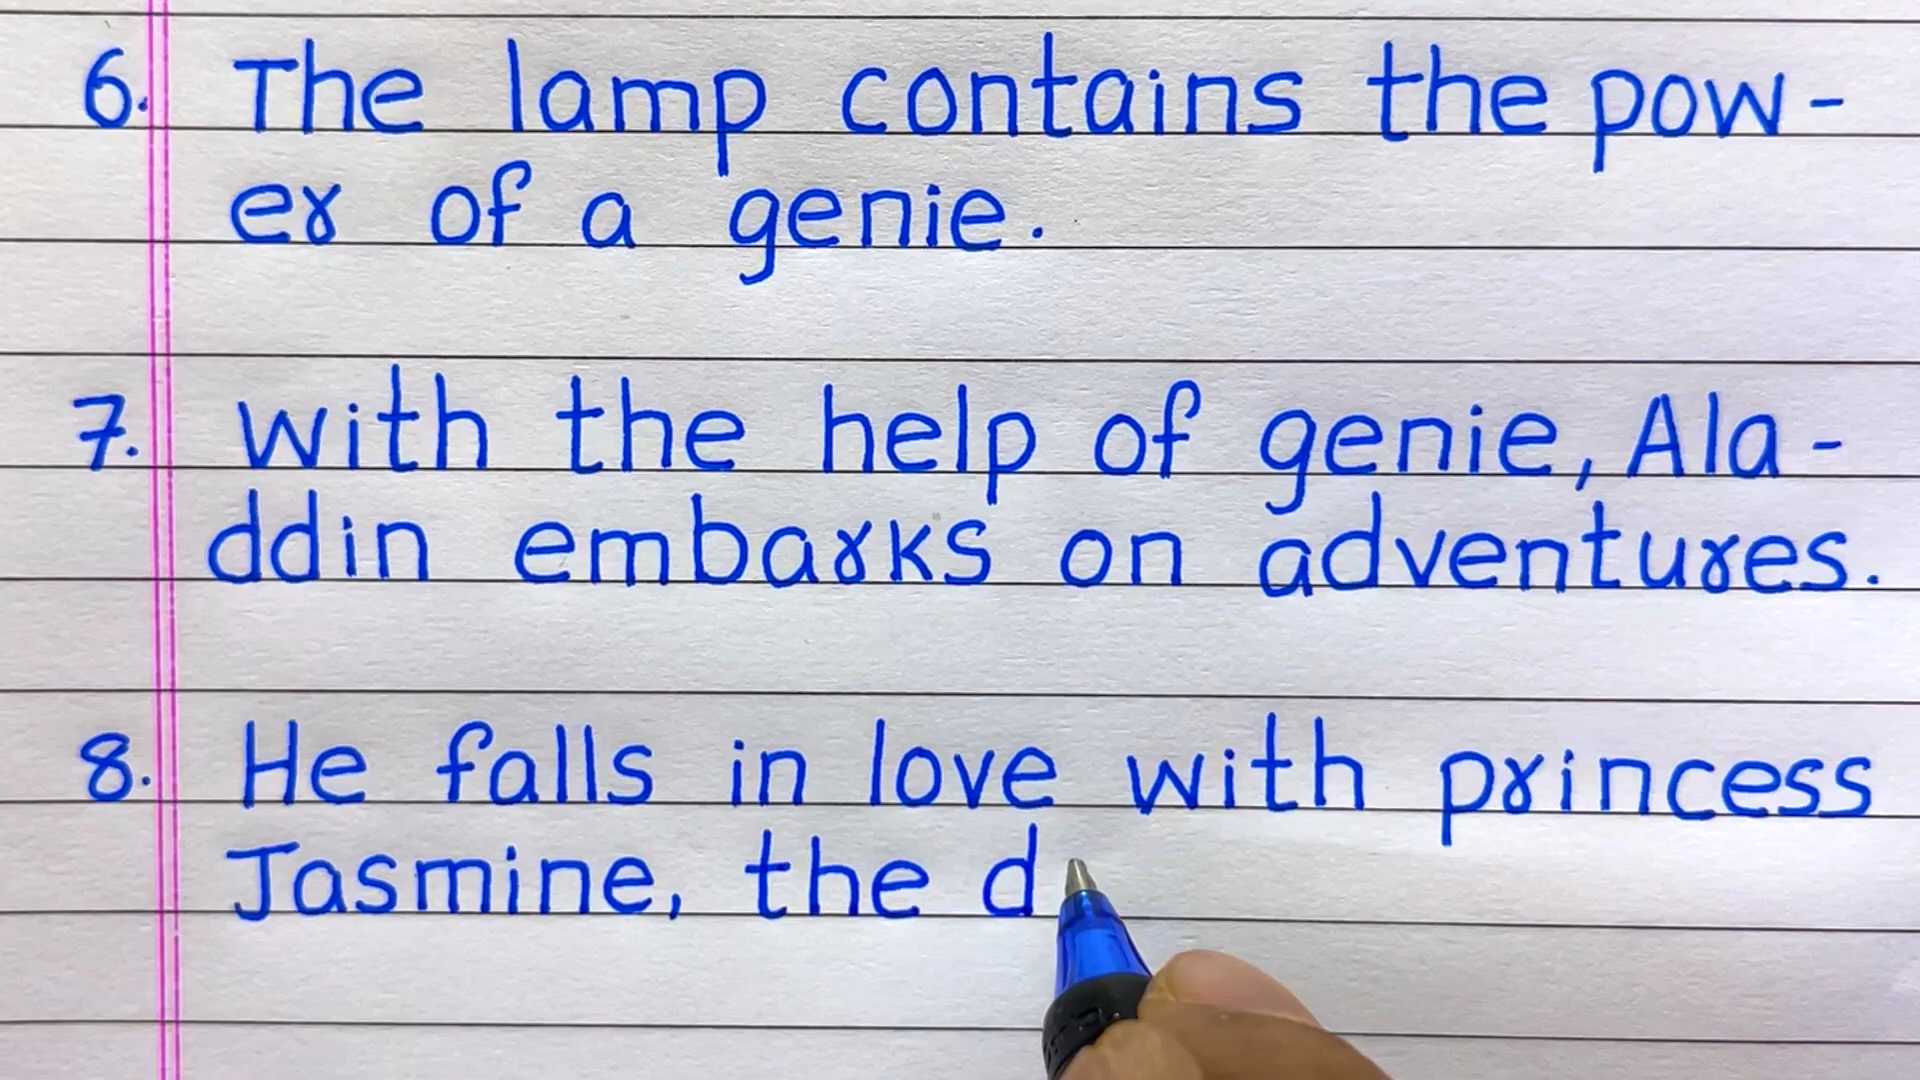 6. The lamp contains the pow-
er of a genie.
7. With the help of genie, Ala-
ddin embarks on adventures.
8. He falls in love with princess
Jasmine, the d